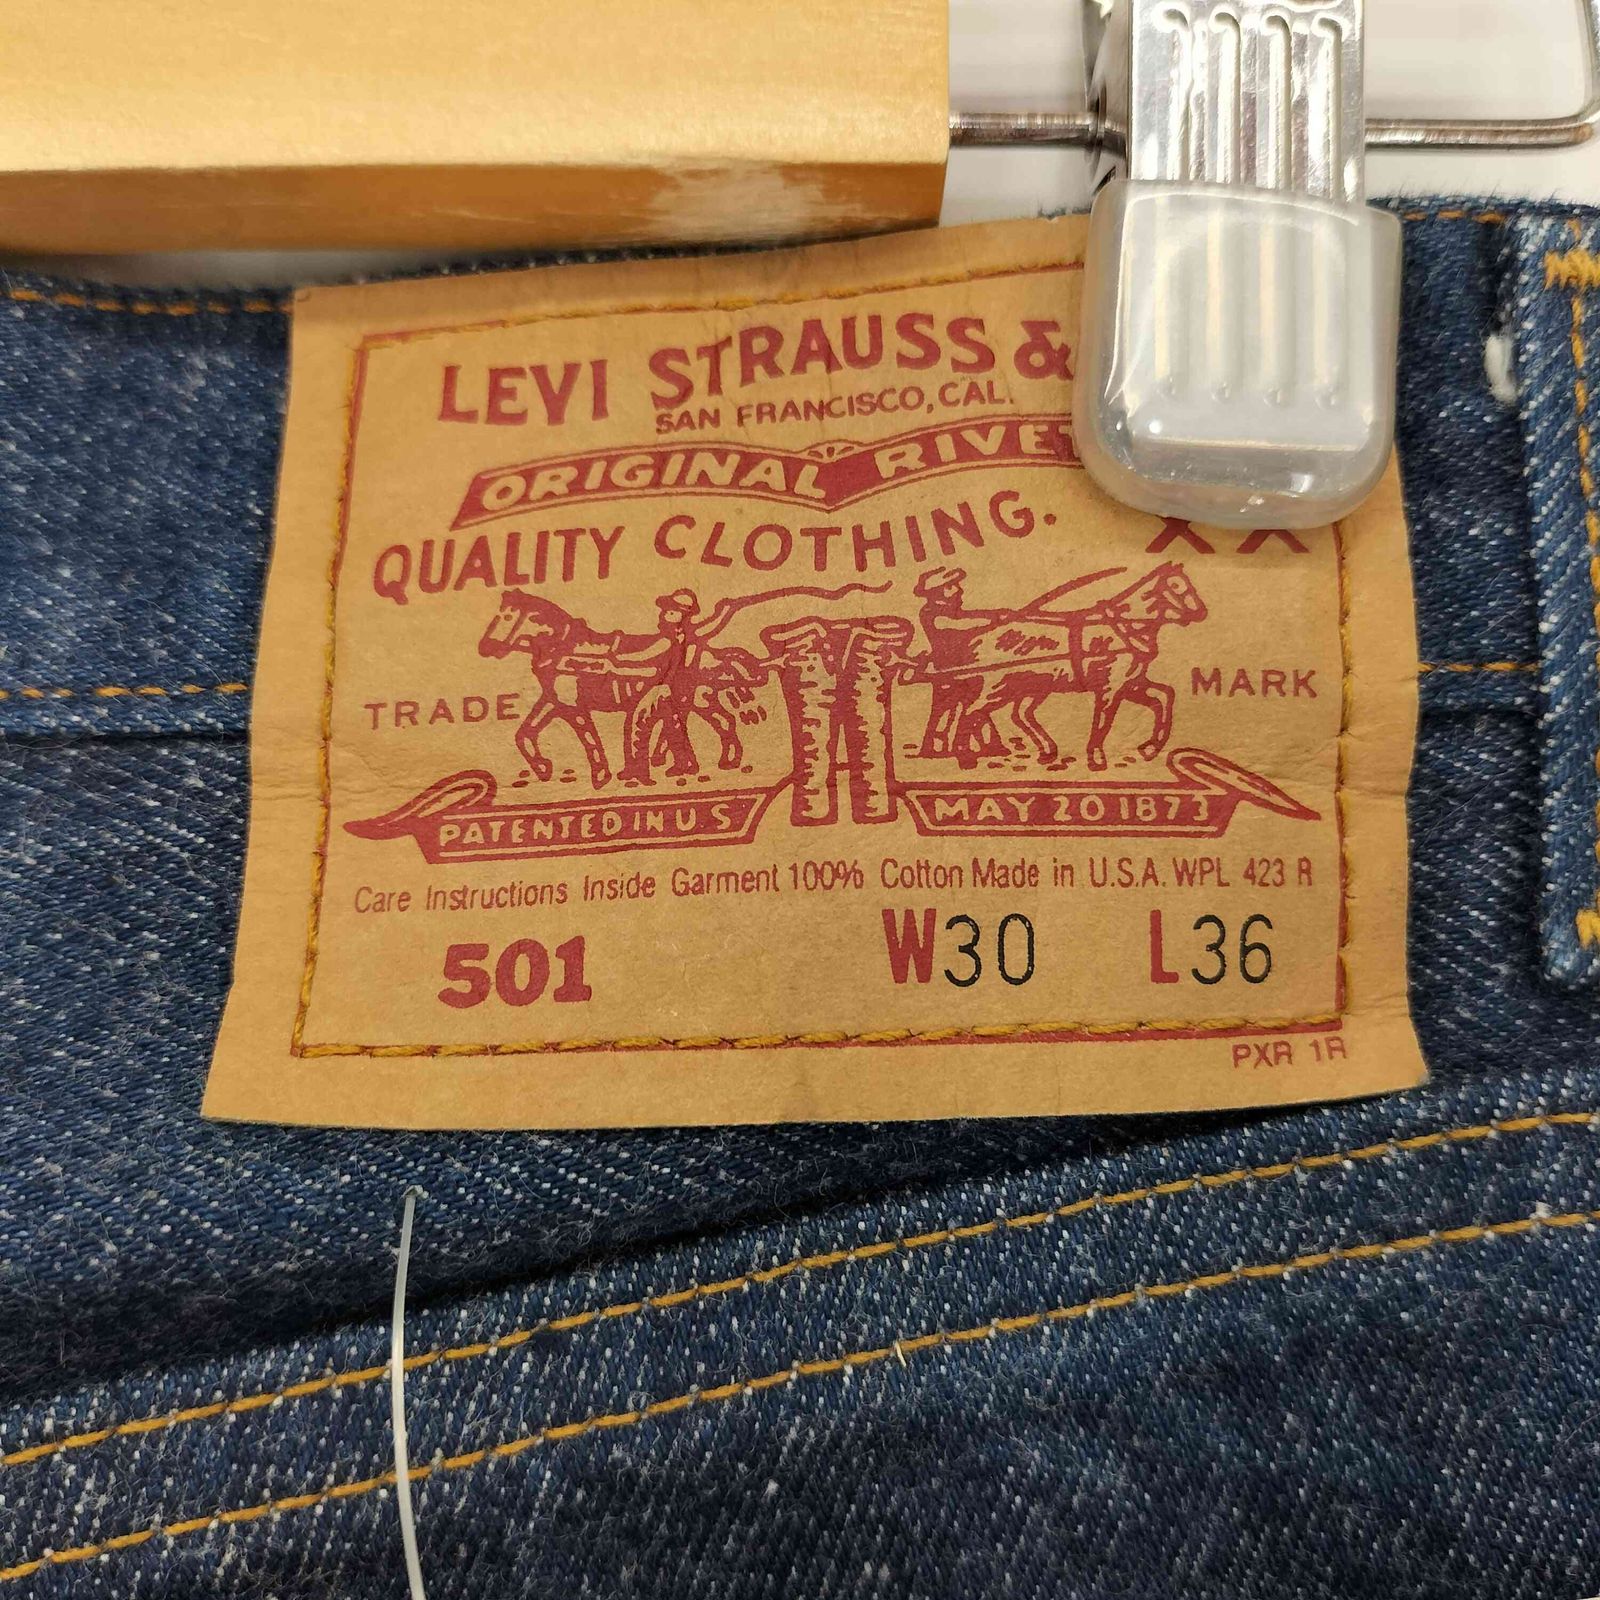 LEVI STRAUSS &
SAN FRANCISCO, CAL.
ORIGINAL RIVET
QUALITY CLOTHING. XX
TRADE MARK
PATENTED IN U.S MAY 20 1873
Care Instructions Inside Garment 100% Cotton Made in U.S.A. WPL 423 R
501 W30 L36
PXR 1R